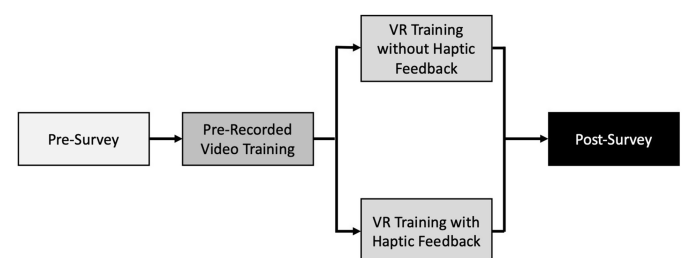 Pre-Survey
Pre-Recorded
Video Training
VR Training
without Haptic
Feedback
VR Training with
Haptic Feedback
Post-Survey